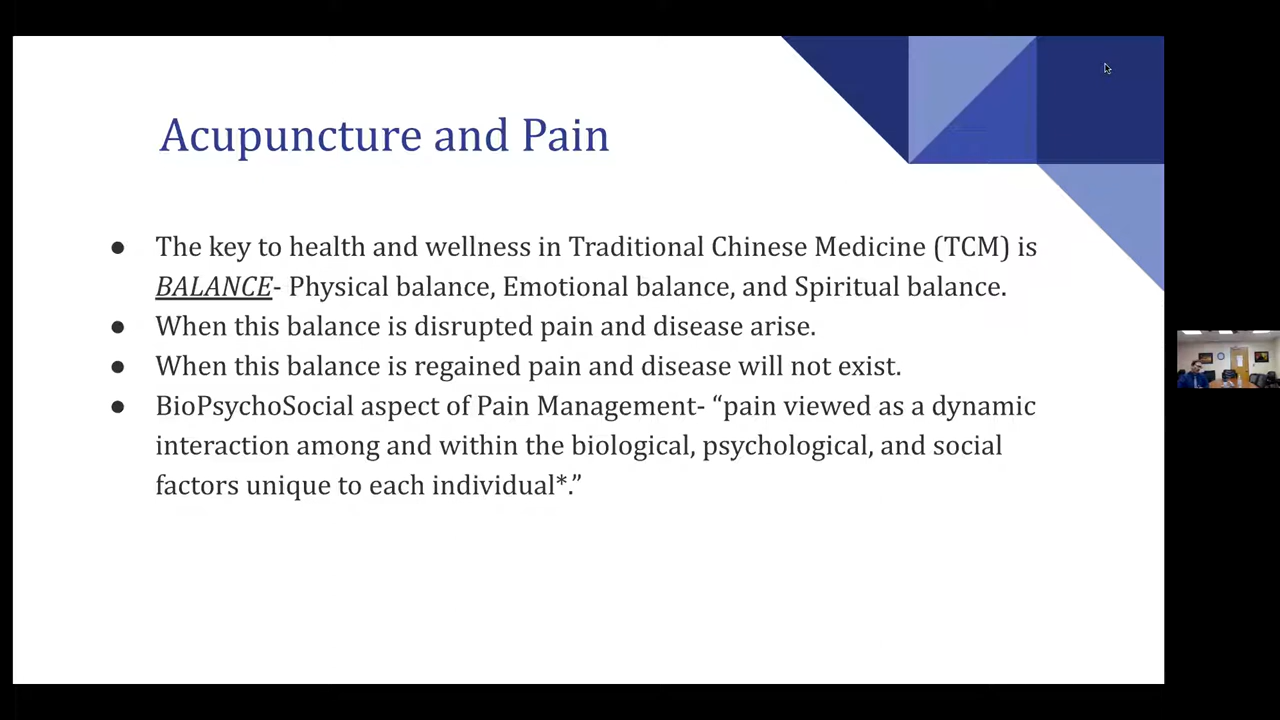 Acupuncture and Pain
● The key to health and wellness in Traditional Chinese Medicine (TCM) is
BALANCE- Physical balance, Emotional balance, and Spiritual balance.
● When this balance is disrupted pain and disease arise.
● When this balance is regained pain and disease will not exist.
● BioPsychoSocial aspect of Pain Management- “pain viewed as a dynamic
interaction among and within the biological, psychological, and social
factors unique to each individual*.”